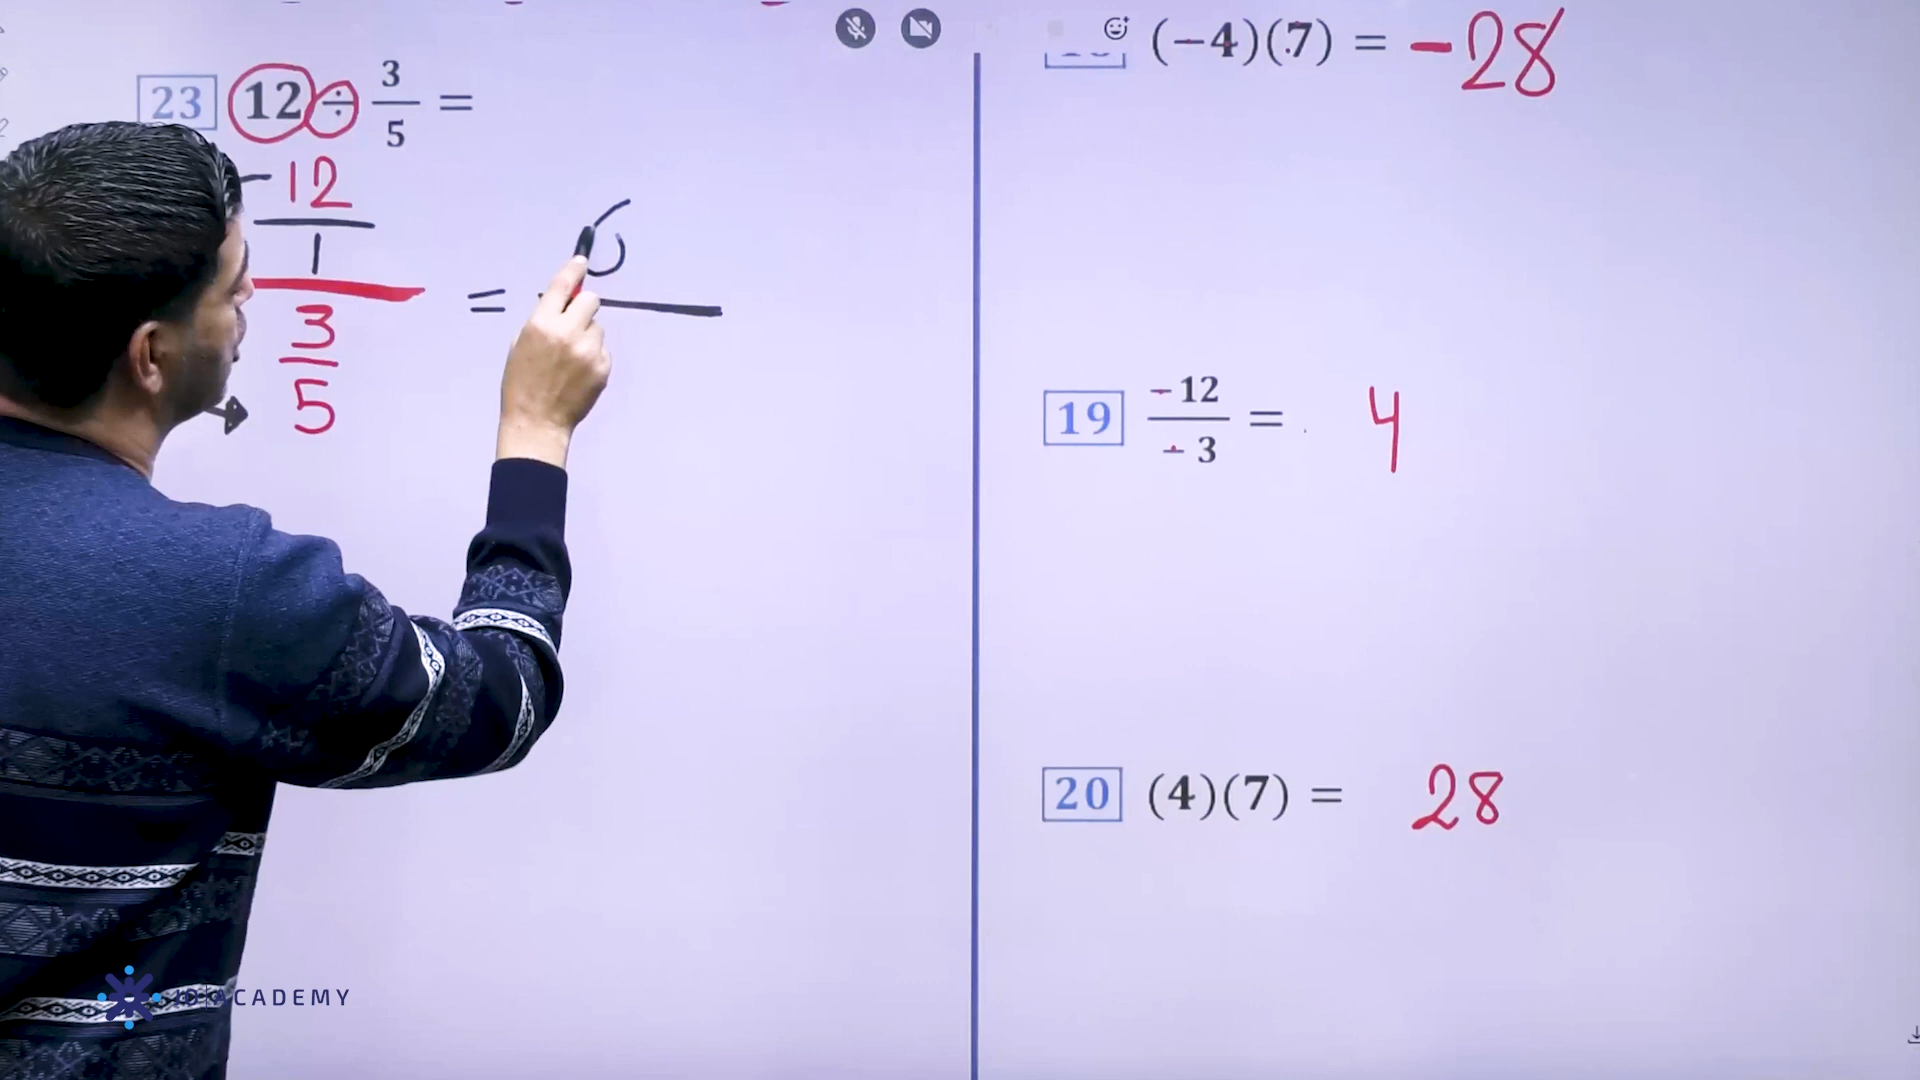 23 12 ÷ 3/5 =
12
1
3
5
= 6
(-4)(7) = -28
19 -12/-3 = 4
20 (4)(7) = 28
ACADEMY